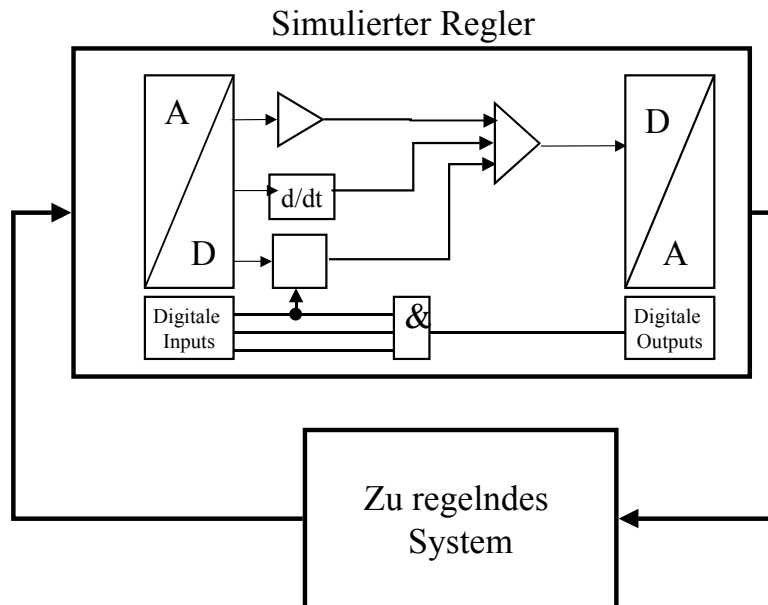 Simulierter Regler
A
D
d/dt
D
A
Digitale
Inputs
&
Digitale
Outputs
Zu regelndes
System